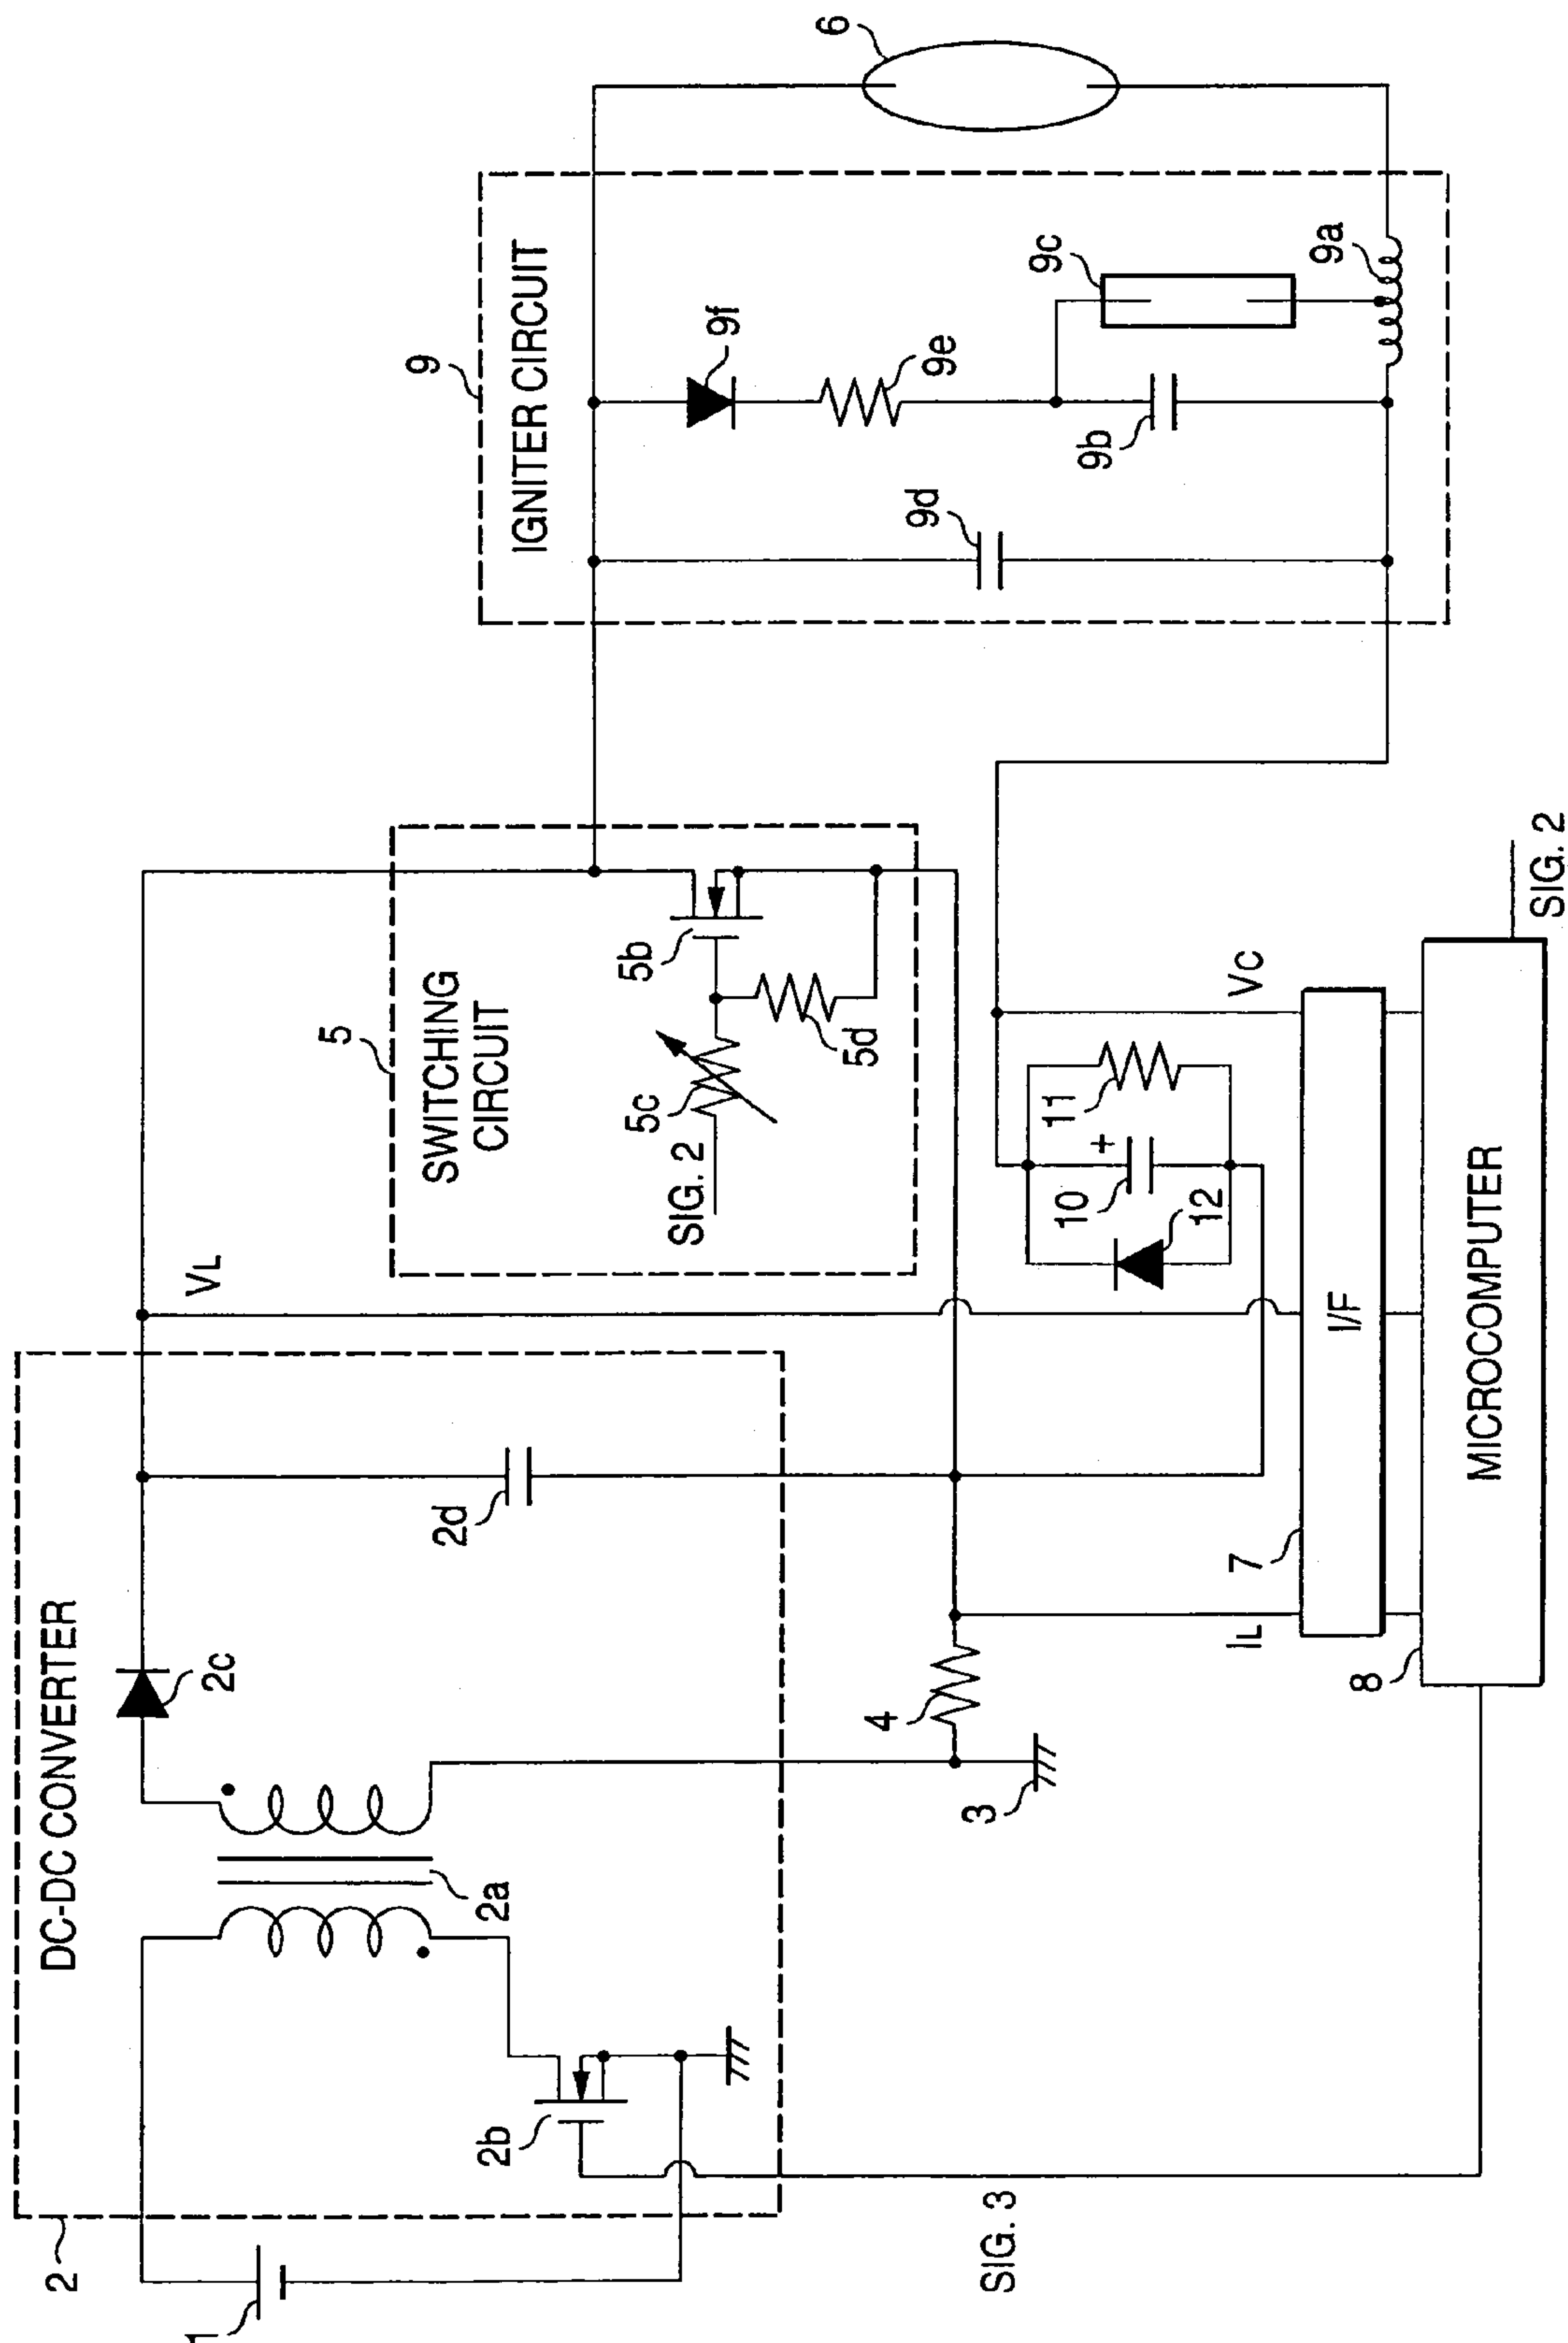 2
DC-DC CONVERTER
1
2a
2b
2c
2d
VL
5
SWITCHING
CIRCUIT
5b
5c
5d
SIG. 2
9
IGNITER CIRCUIT
9f
9e
9d
9b
9c
9a
6
3
4
10
+
11
12
IL
VC
7
I/F
8
MICROCOMPUTER
SIG. 2
SIG. 3